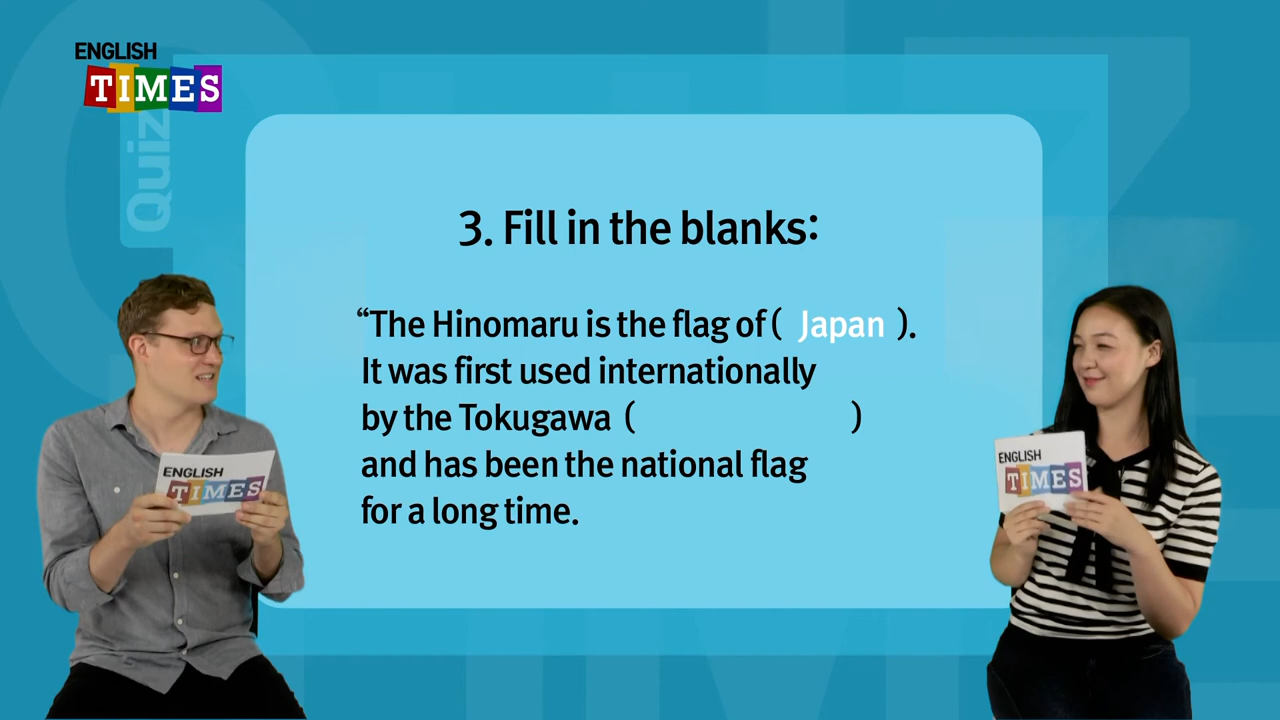 ENGLISH
TIMES
Quiz
3. Fill in the blanks:
“The Hinomaru is the flag of ( Japan ).
It was first used internationally
by the Tokugawa ( )
and has been the national flag
for a long time.
ENGLISH
TIMES
ENGLISH
TIMES